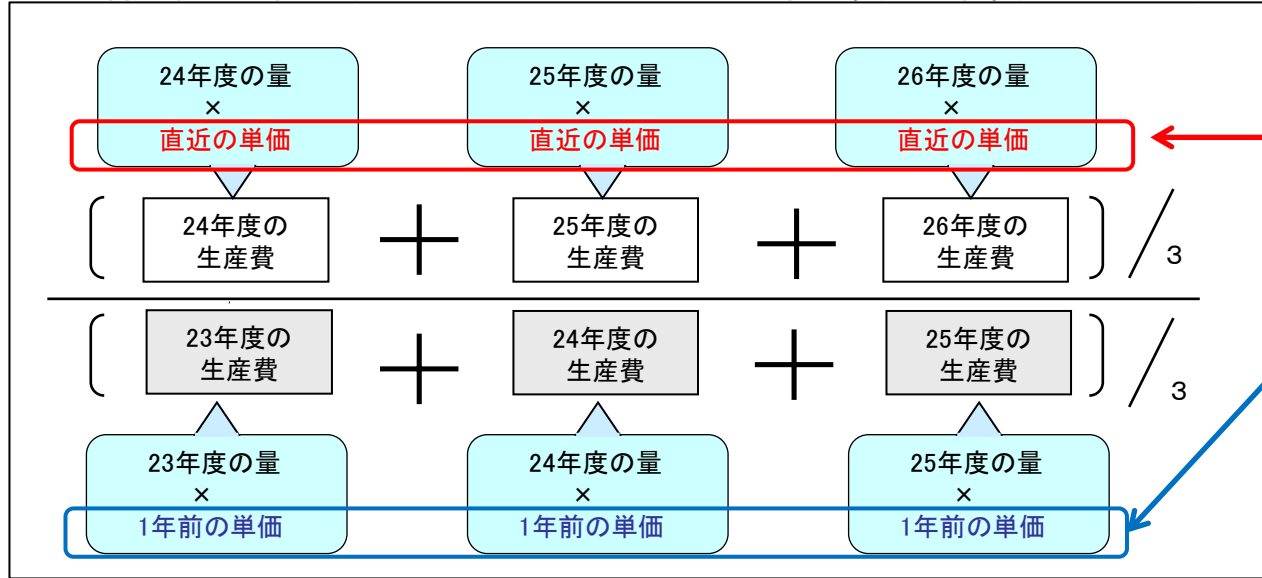 24年度の量
×
直近の単価
25年度の量
×
直近の単価
26年度の量
×
直近の単価
24年度の
生産費
25年度の
生産費
26年度の
生産費
3
23年度の
生産費
24年度の
生産費
25年度の
生産費
3
23年度の量
×
1年前の単価
24年度の量
×
1年前の単価
25年度の量
×
1年前の単価